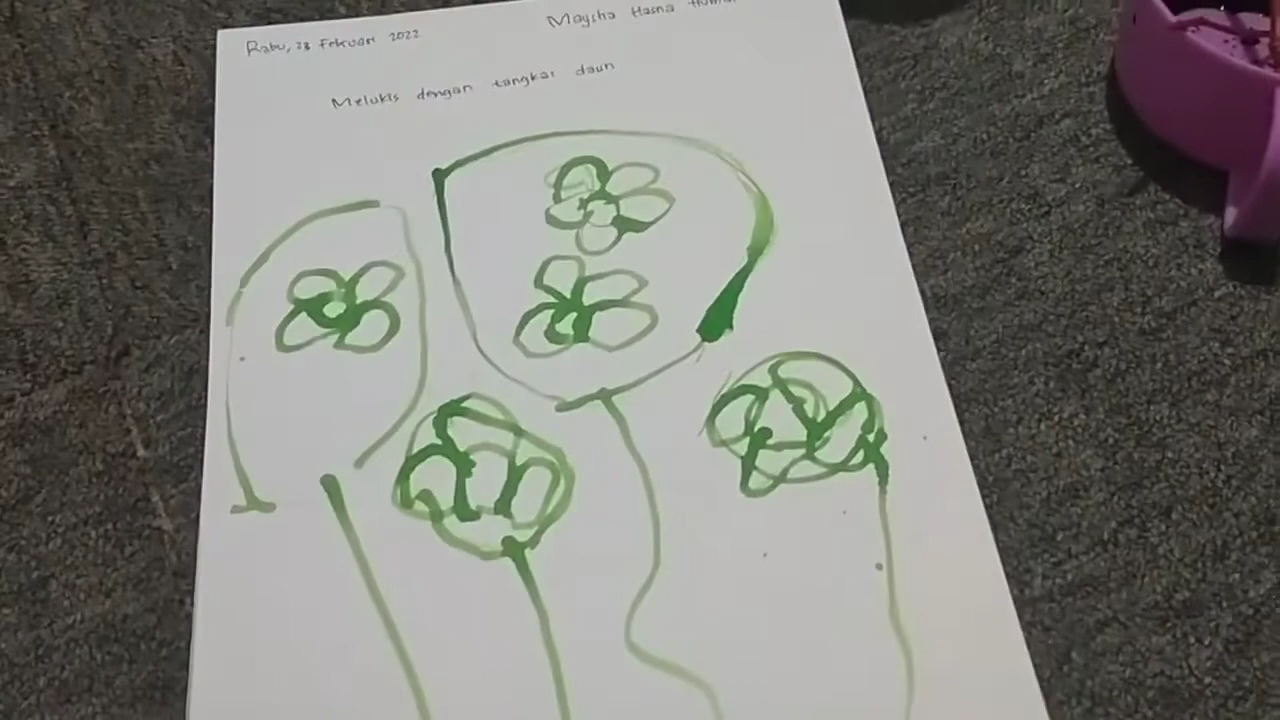 Rabu, 23 Februari 2022
Maysha Hasna
Melukis dengan tangkai daun